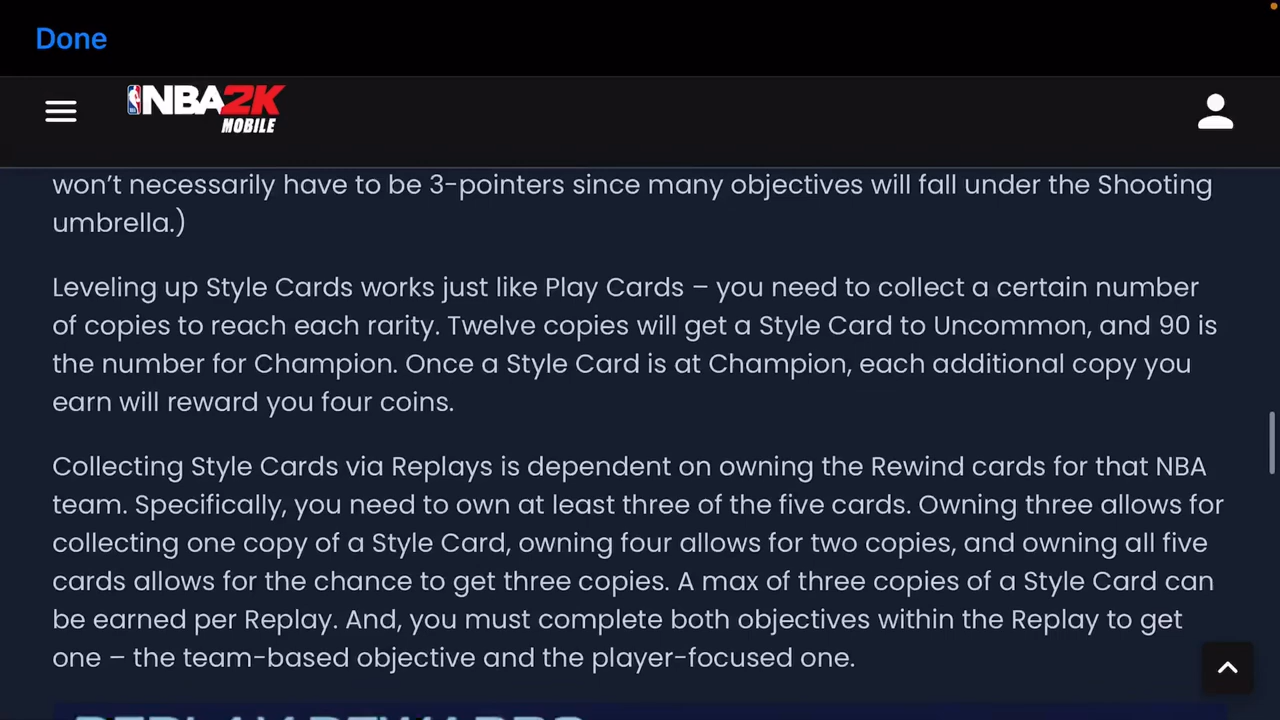 Done
NBA2K
MOBILE
won’t necessarily have to be 3-pointers since many objectives will fall under the Shooting
umbrella.)
Leveling up Style Cards works just like Play Cards – you need to collect a certain number
of copies to reach each rarity. Twelve copies will get a Style Card to Uncommon, and 90 is
the number for Champion. Once a Style Card is at Champion, each additional copy you
earn will reward you four coins.
Collecting Style Cards via Replays is dependent on owning the Rewind cards for that NBA
team. Specifically, you need to own at least three of the five cards. Owning three allows for
collecting one copy of a Style Card, owning four allows for two copies, and owning all five
cards allows for the chance to get three copies. A max of three copies of a Style Card can
be earned per Replay. And, you must complete both objectives within the Replay to get
one – the team-based objective and the player-focused one.
REPLAY REWARDS